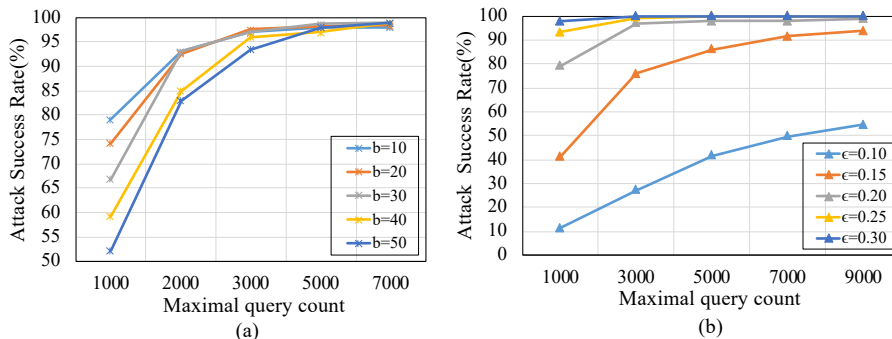 Attack Success Rate(%)
100
95
90
85
80
75
70
65
60
55
50
b=10
b=20
b=30
b=40
b=50
1000 2000 3000 5000 7000
Maximal query count
(a)
Attack Success Rate(%)
100
90
80
70
60
50
40
30
20
10
0
ϵ=0.10
ϵ=0.15
ϵ=0.20
ϵ=0.25
ϵ=0.30
1000 3000 5000 7000 9000
Maximal query count
(b)